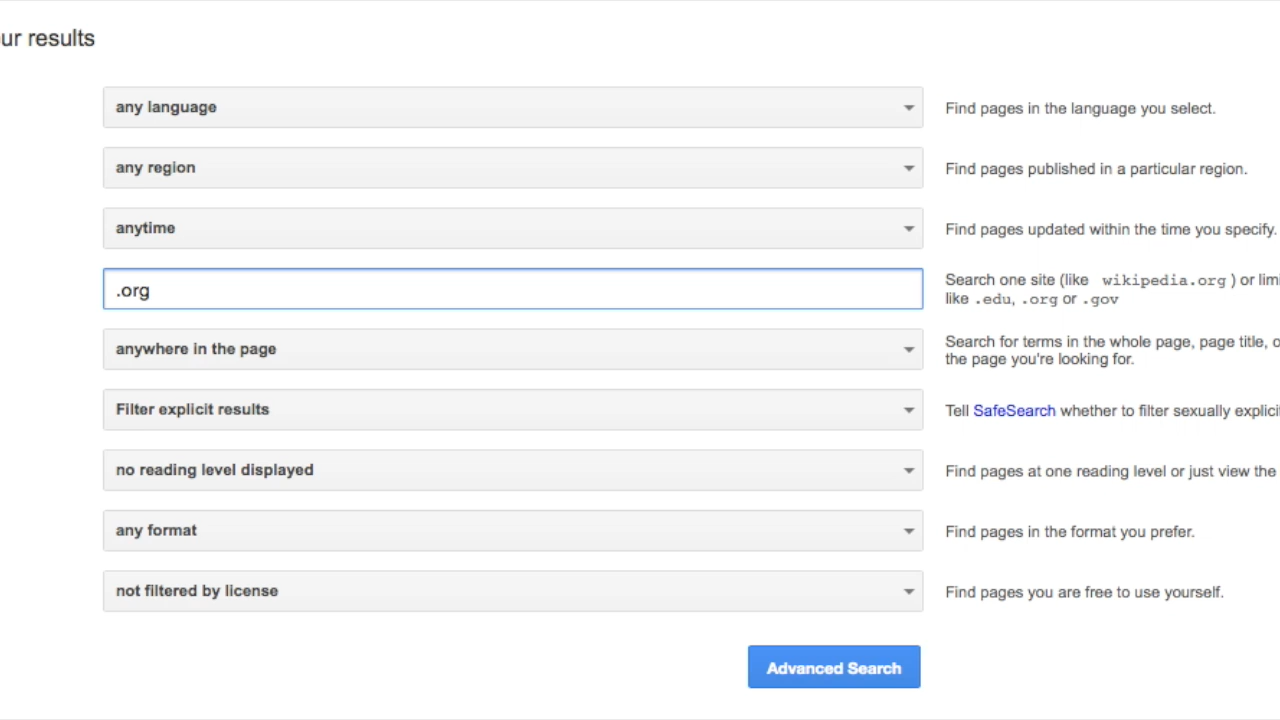 ur results
any language
Find pages in the language you select.
any region
Find pages published in a particular region.
anytime
Find pages updated within the time you specify.
.org
Search one site (like wikipedia.org ) or limi
like .edu, .org or .gov
anywhere in the page
Search for terms in the whole page, page title, o
the page you're looking for.
Filter explicit results
Tell SafeSearch whether to filter sexually explicit
no reading level displayed
Find pages at one reading level or just view the
any format
Find pages in the format you prefer.
not filtered by license
Find pages you are free to use yourself.
Advanced Search